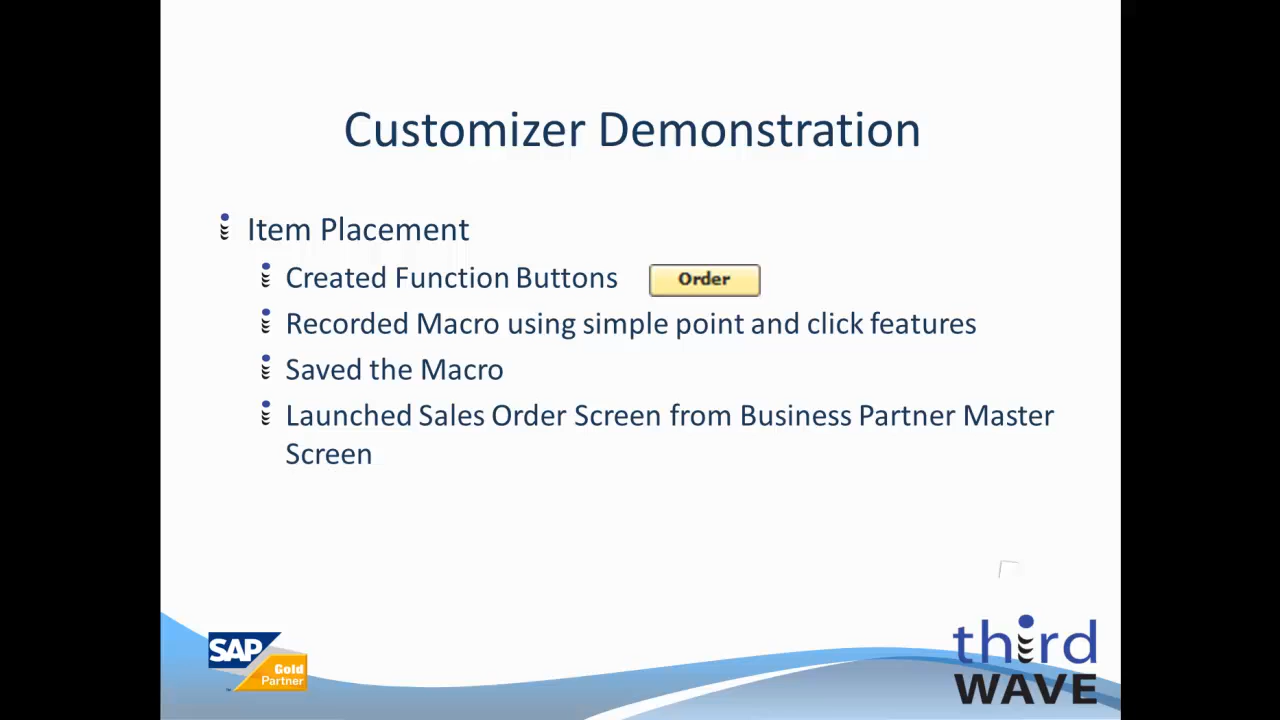 Customizer Demonstration
Item Placement
Created Function Buttons Order
Recorded Macro using simple point and click features
Saved the Macro
Launched Sales Order Screen from Business Partner Master
Screen
SAP
Gold
Partner
™
third
WAVE